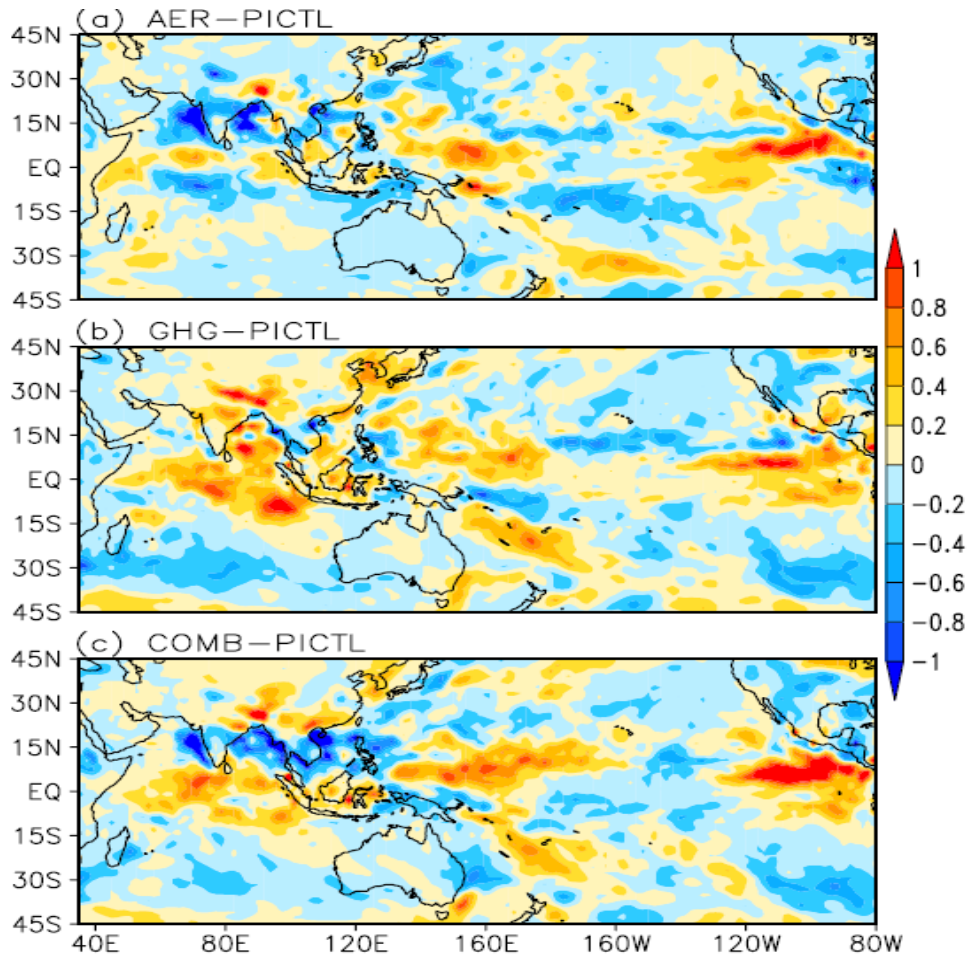 (a) AER−PICTL
45N
30N
15N
EQ
15S
30S
45S
(b) GHG−PICTL
45N
30N
15N
EQ
15S
30S
45S
(c) COMB−PICTL
45N
30N
15N
EQ
15S
30S
45S
40E 80E 120E 160E 160W 120W 80W
1
0.8
0.6
0.4
0.2
0
−0.2
−0.4
−0.6
−0.8
−1